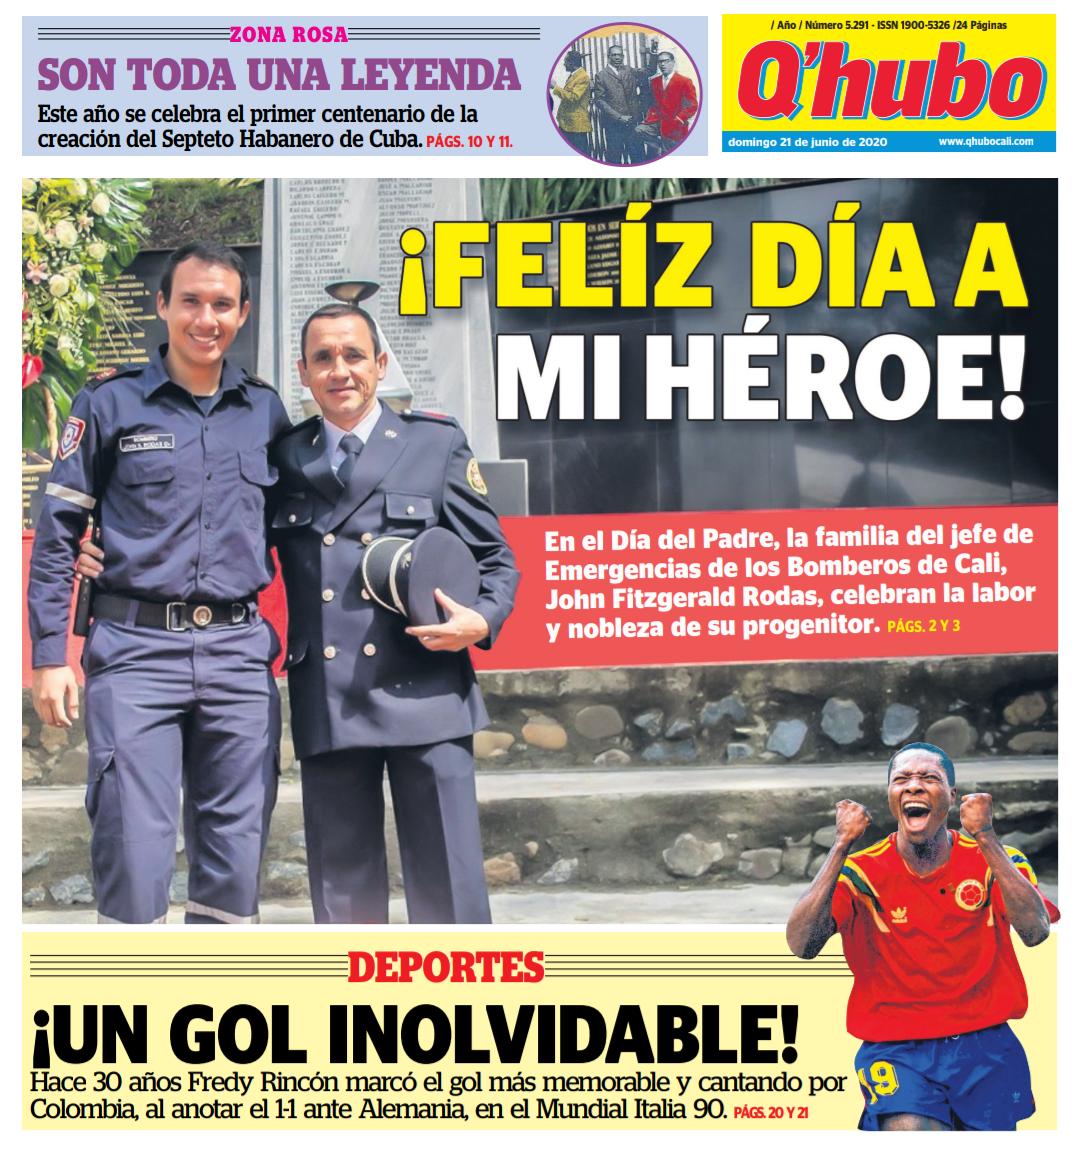 ZONA ROSA
SON TODA UNA LEYENDA
Este año se celebra el primer centenario de la
creación del Septeto Habanero de Cuba. PÁGS. 10 Y 11.
/ Año / Número 5.291 - ISSN 1900-5326 /24 Páginas
Q'hubo
domingo 21 de junio de 2020 www.qhubocali.com
¡FELÍZ DÍA A
MI HÉROE!
BOMBERO
En el Día del Padre, la familia del jefe de
Emergencias de los Bomberos de Cali,
John Fitzgerald Rodas, celebran la labor
y nobleza de su progenitor. PÁGS. 2 Y 3
DEPORTES
¡UN GOL INOLVIDABLE!
Hace 30 años Fredy Rincón marcó el gol más memorable y cantando por
Colombia, al anotar el 1-1 ante Alemania, en el Mundial Italia 90. PÁGS. 20 Y 21
19